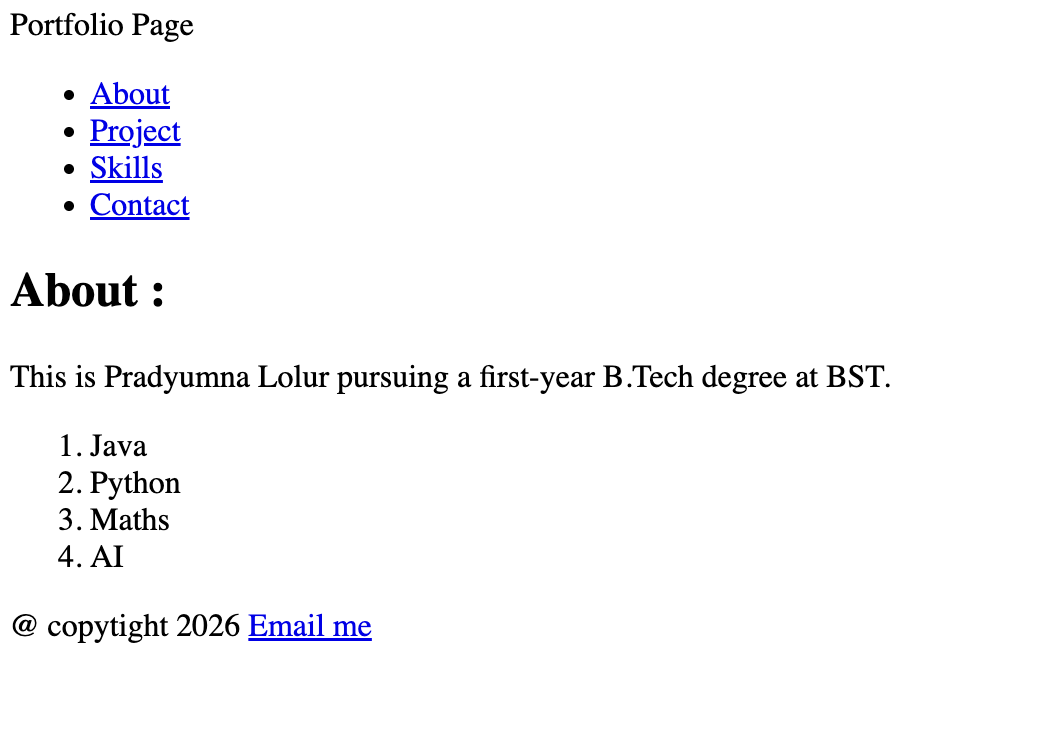 Portfolio Page
• About
• Project
• Skills
• Contact
About :
This is Pradyumna Lolur pursuing a first-year B.Tech degree at BST.
1. Java
2. Python
3. Maths
4. AI
@ copytight 2026 Email me